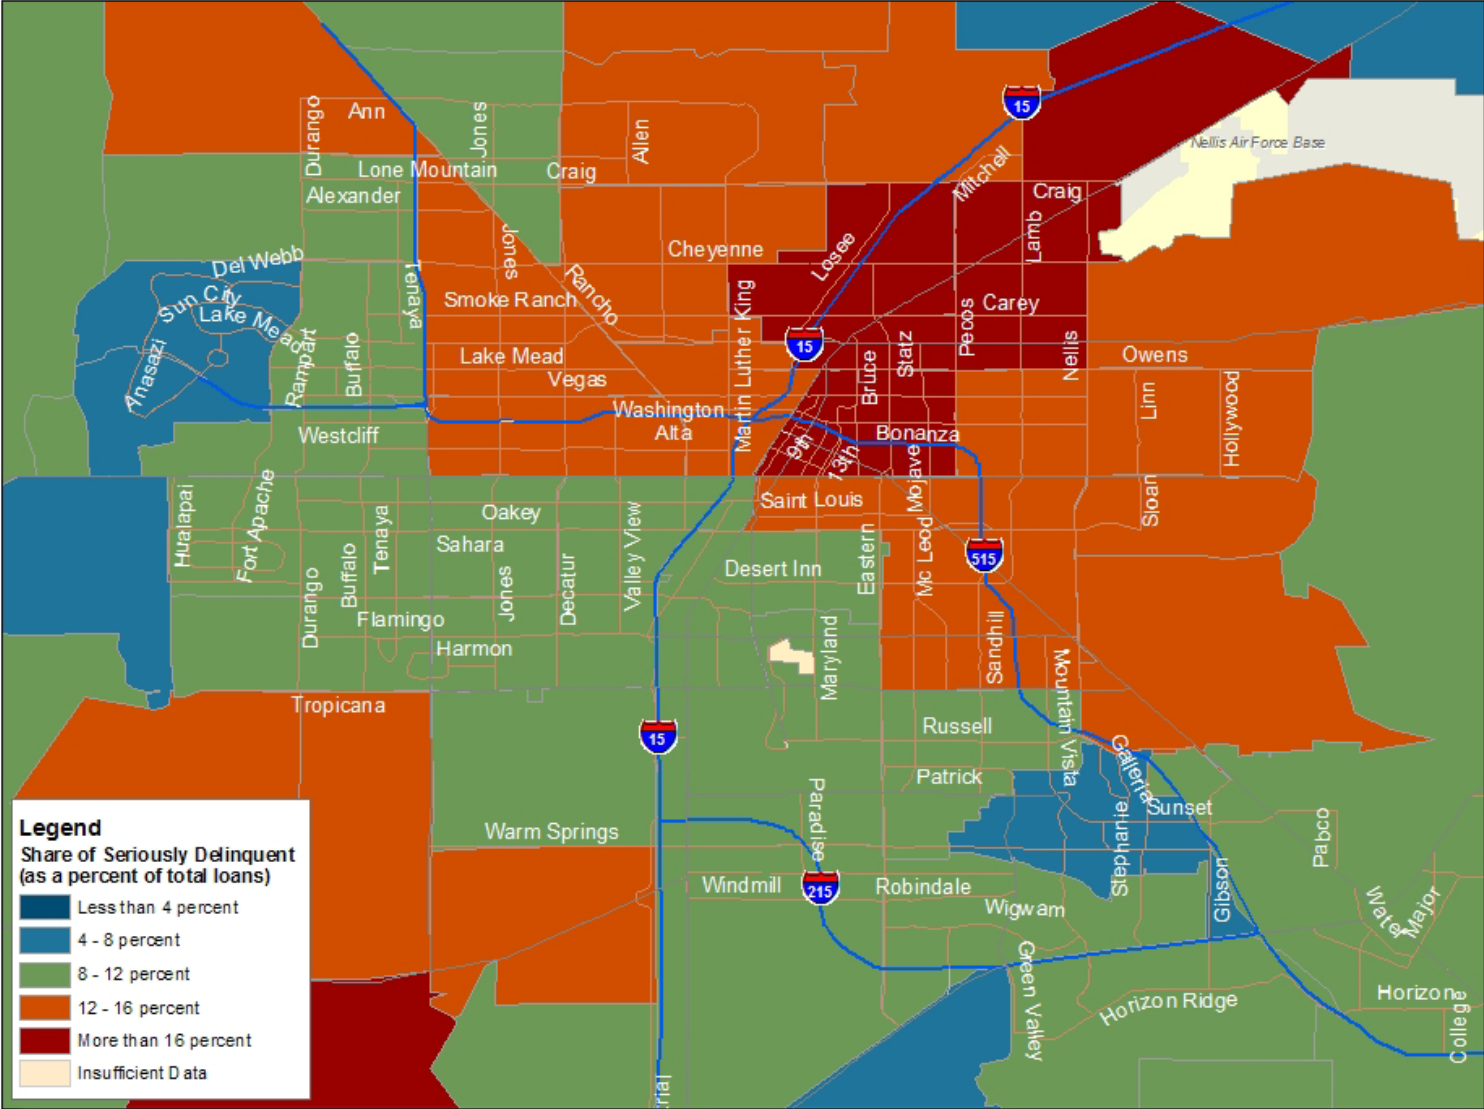 15
Nellis Air Force Base
Durango
Ann
Jones
Allen
Lone Mountain
Craig
Mitchell
Craig
Alexander
Lamb
Del Webb
Jones
Cheyenne
Losee
Sun City
Tenaya
Smoke Ranch
Rancho
Carey
Lake Mead
Martin Luther King
Pecos
Anasazi
Rampart
Buffalo
Lake Mead
15
Bruce
Statz
Nellis
Owens
Vegas
Linn
Hollywood
Washington
Westcliff
Alta
9th
13th
Bonanza
Mojave
Hualapai
Fort Apache
Tenaya
Oakey
Saint Louis
Sloan
Sahara
Valley View
Buffalo
Durango
Jones
Decatur
Desert Inn
Eastern
Mc Leod
515
Flamingo
Harmon
Maryland
Sandhill
Mountain Vista
Tropicana
15
Russell
Galleria
Patrick
Sunset
Stephanie
Paradise
Warm Springs
Pabco
Windmill
215
Robindale
Gibson
Wigwam
Water
Major
Green Valley
Horizon Ridge
Horizon
College
rial
Legend
Share of Seriously Delinquent
(as a percent of total loans)
Less than 4 percent
4 - 8 percent
8 - 12 percent
12 - 16 percent
More than 16 percent
Insufficient Data